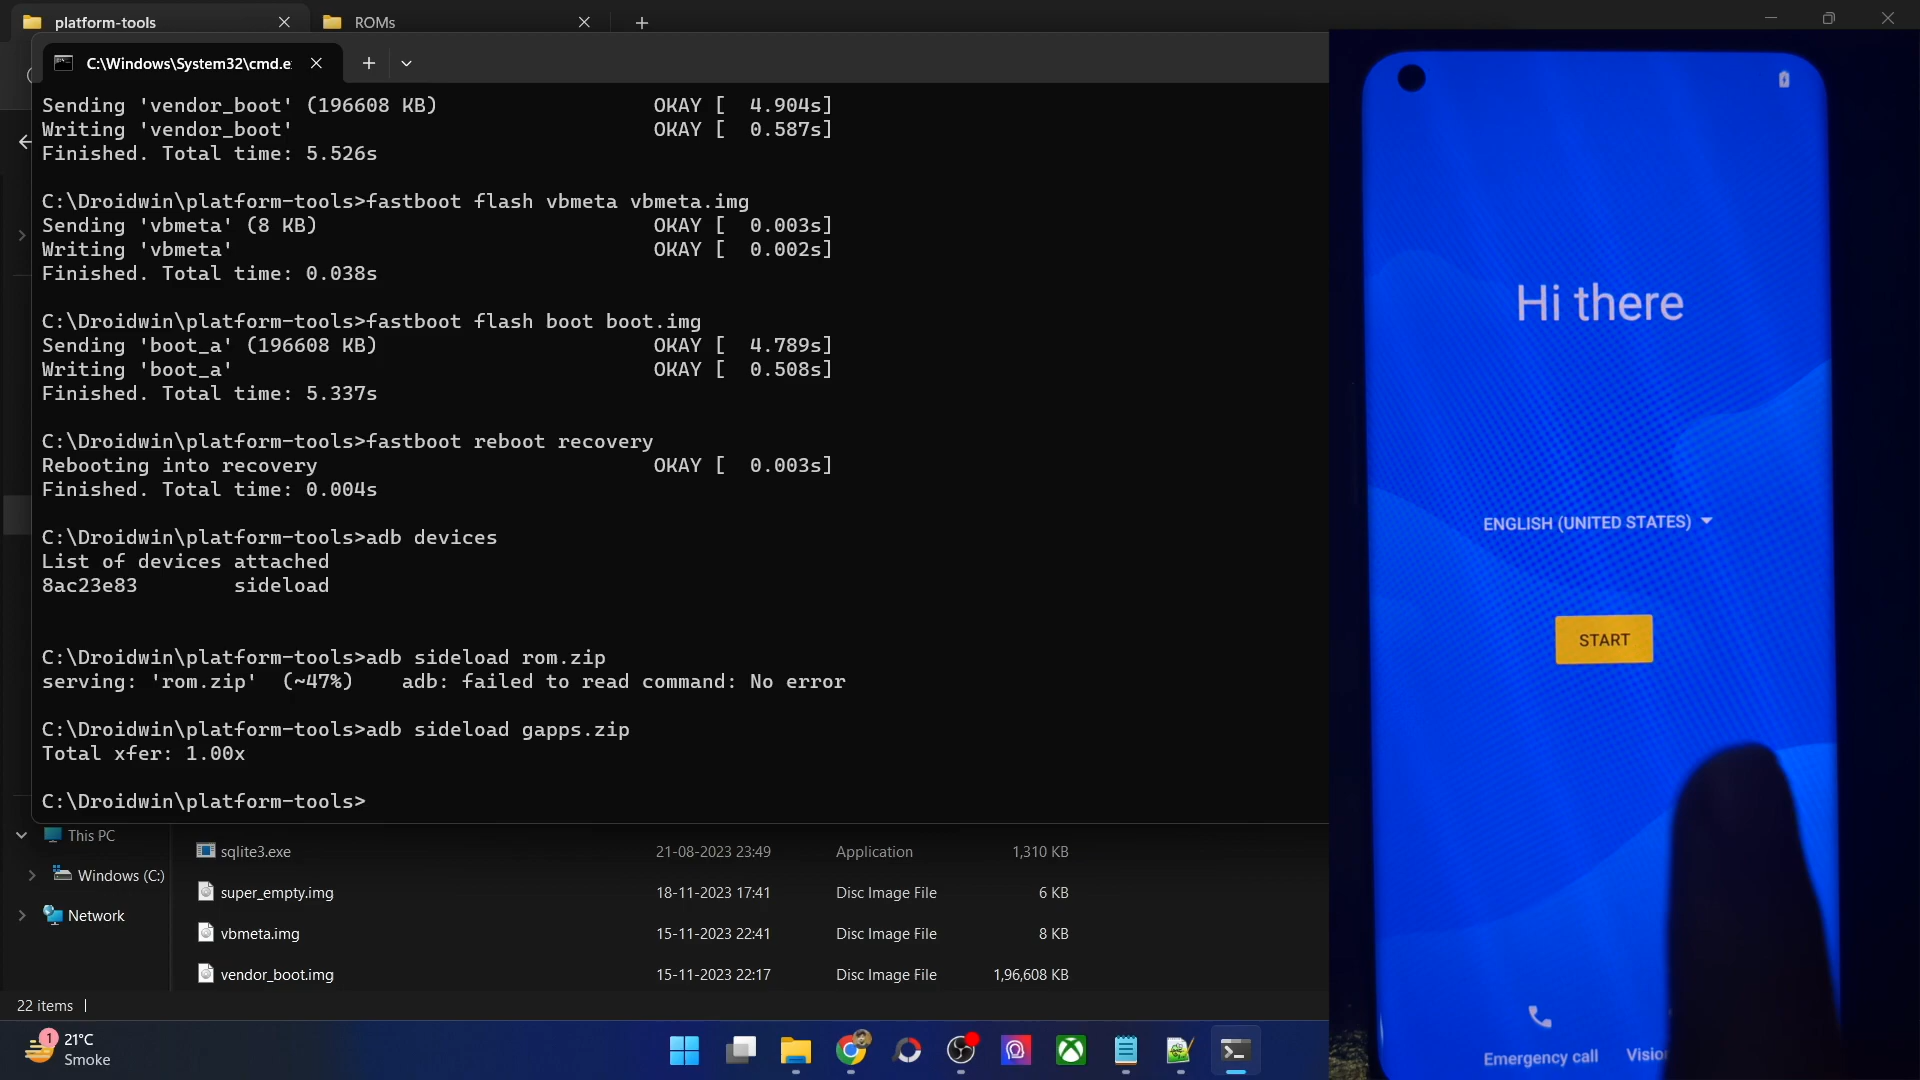 platform-tools
ROMs
C:\Windows\System32\cmd.e
Sending 'vendor_boot' (196608 KB) OKAY [ 4.904s]
Writing 'vendor_boot' OKAY [ 0.587s]
Finished. Total time: 5.526s
C:\Droidwin\platform-tools>fastboot flash vbmeta vbmeta.img
Sending 'vbmeta' (8 KB) OKAY [ 0.003s]
Writing 'vbmeta' OKAY [ 0.002s]
Finished. Total time: 0.038s
C:\Droidwin\platform-tools>fastboot flash boot boot.img
Sending 'boot_a' (196608 KB) OKAY [ 4.789s]
Writing 'boot_a' OKAY [ 0.508s]
Finished. Total time: 5.337s
C:\Droidwin\platform-tools>fastboot reboot recovery
Rebooting into recovery OKAY [ 0.003s]
Finished. Total time: 0.004s
C:\Droidwin\platform-tools>adb devices
List of devices attached
8ac23e83 sideload
C:\Droidwin\platform-tools>adb sideload rom.zip
serving: 'rom.zip' (~47%) adb: failed to read command: No error
C:\Droidwin\platform-tools>adb sideload gapps.zip
Total xfer: 1.00x
C:\Droidwin\platform-tools>
This PC
Windows (C:)
Network
sqlite3.exe 21-08-2023 23:49 Application 1,310 KB
super_empty.img 18-11-2023 17:41 Disc Image File 6 KB
vbmeta.img 15-11-2023 22:41 Disc Image File 8 KB
vendor_boot.img 15-11-2023 22:17 Disc Image File 1,96,608 KB
22 items
1
21°C
Smoke
Hi there
ENGLISH (UNITED STATES)
START
Emergency call
Visio